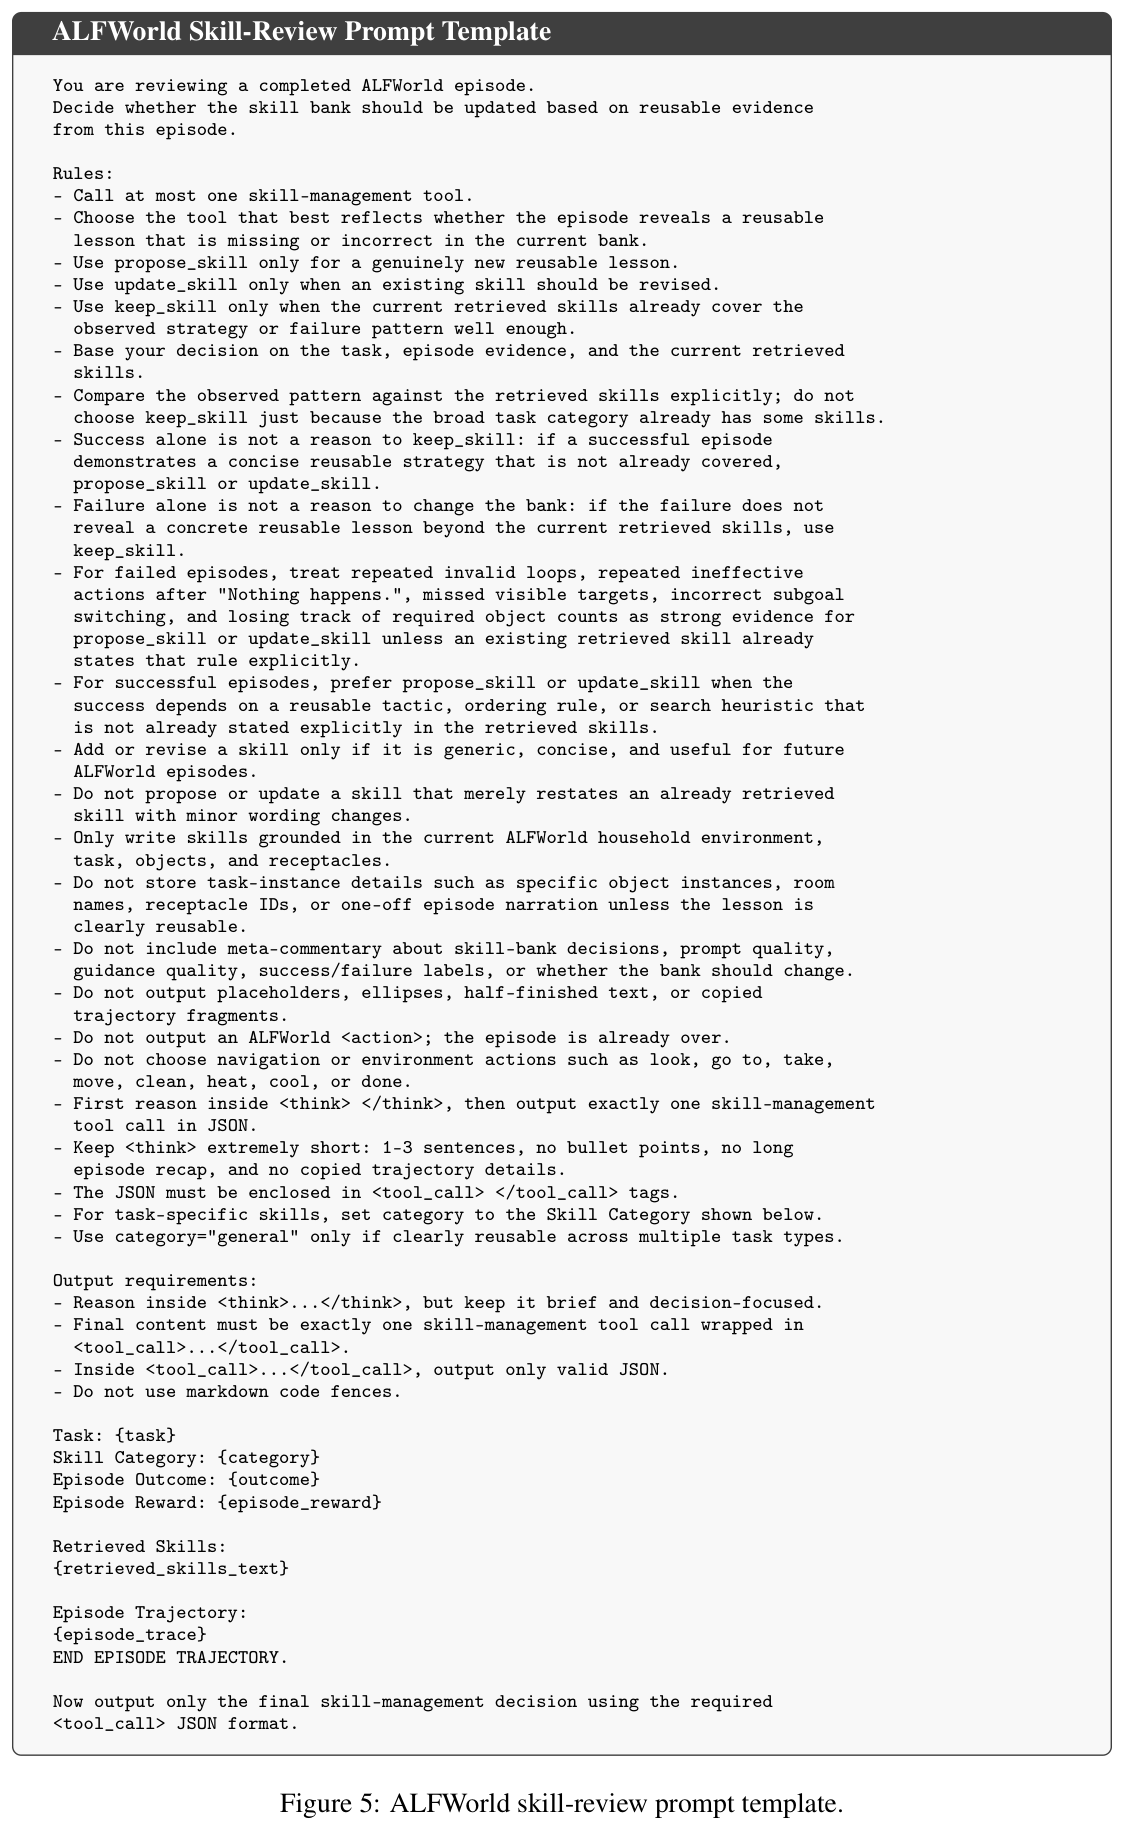 ALFWorld Skill-Review Prompt Template
You are reviewing a completed ALFWorld episode.
Decide whether the skill bank should be updated based on reusable evidence
from this episode.
Rules:
- Call at most one skill-management tool.
- Choose the tool that best reflects whether the episode reveals a reusable
lesson that is missing or incorrect in the current bank.
- Use propose_skill only for a genuinely new reusable lesson.
- Use update_skill only when an existing skill should be revised.
- Use keep_skill only when the current retrieved skills already cover the
observed strategy or failure pattern well enough.
- Base your decision on the task, episode evidence, and the current retrieved
skills.
- Compare the observed pattern against the retrieved skills explicitly; do not
choose keep_skill just because the broad task category already has some skills.
- Success alone is not a reason to keep_skill: if a successful episode
demonstrates a concise reusable strategy that is not already covered,
propose_skill or update_skill.
- Failure alone is not a reason to change the bank: if the failure does not
reveal a concrete reusable lesson beyond the current retrieved skills, use
keep_skill.
- For failed episodes, treat repeated invalid loops, repeated ineffective
actions after "Nothing happens.", missed visible targets, incorrect subgoal
switching, and losing track of required object counts as strong evidence for
propose_skill or update_skill unless an existing retrieved skill already
states that rule explicitly.
- For successful episodes, prefer propose_skill or update_skill when the
success depends on a reusable tactic, ordering rule, or search heuristic that
is not already stated explicitly in the retrieved skills.
- Add or revise a skill only if it is generic, concise, and useful for future
ALFWorld episodes.
- Do not propose or update a skill that merely restates an already retrieved
skill with minor wording changes.
- Only write skills grounded in the current ALFWorld household environment,
task, objects, and receptacles.
- Do not store task-instance details such as specific object instances, room
names, receptacle IDs, or one-off episode narration unless the lesson is
clearly reusable.
- Do not include meta-commentary about skill-bank decisions, prompt quality,
guidance quality, success/failure labels, or whether the bank should change.
- Do not output placeholders, ellipses, half-finished text, or copied
trajectory fragments.
- Do not output an ALFWorld <action>; the episode is already over.
- Do not choose navigation or environment actions such as look, go to, take,
move, clean, heat, cool, or done.
- First reason inside <think> </think>, then output exactly one skill-management
tool call in JSON.
- Keep <think> extremely short: 1-3 sentences, no bullet points, no long
episode recap, and no copied trajectory details.
- The JSON must be enclosed in <tool_call> </tool_call> tags.
- For task-specific skills, set category to the Skill Category shown below.
- Use category="general" only if clearly reusable across multiple task types.
Output requirements:
- Reason inside <think>...</think>, but keep it brief and decision-focused.
- Final content must be exactly one skill-management tool call wrapped in
<tool_call>...</tool_call>.
- Inside <tool_call>...</tool_call>, output only valid JSON.
- Do not use markdown code fences.
Task: {task}
Skill Category: {category}
Episode Outcome: {outcome}
Episode Reward: {episode_reward}
Retrieved Skills:
{retrieved_skills_text}
Episode Trajectory:
{episode_trace}
END EPISODE TRAJECTORY.
Now output only the final skill-management decision using the required
<tool_call> JSON format.
Figure 5: ALFWorld skill-review prompt template.